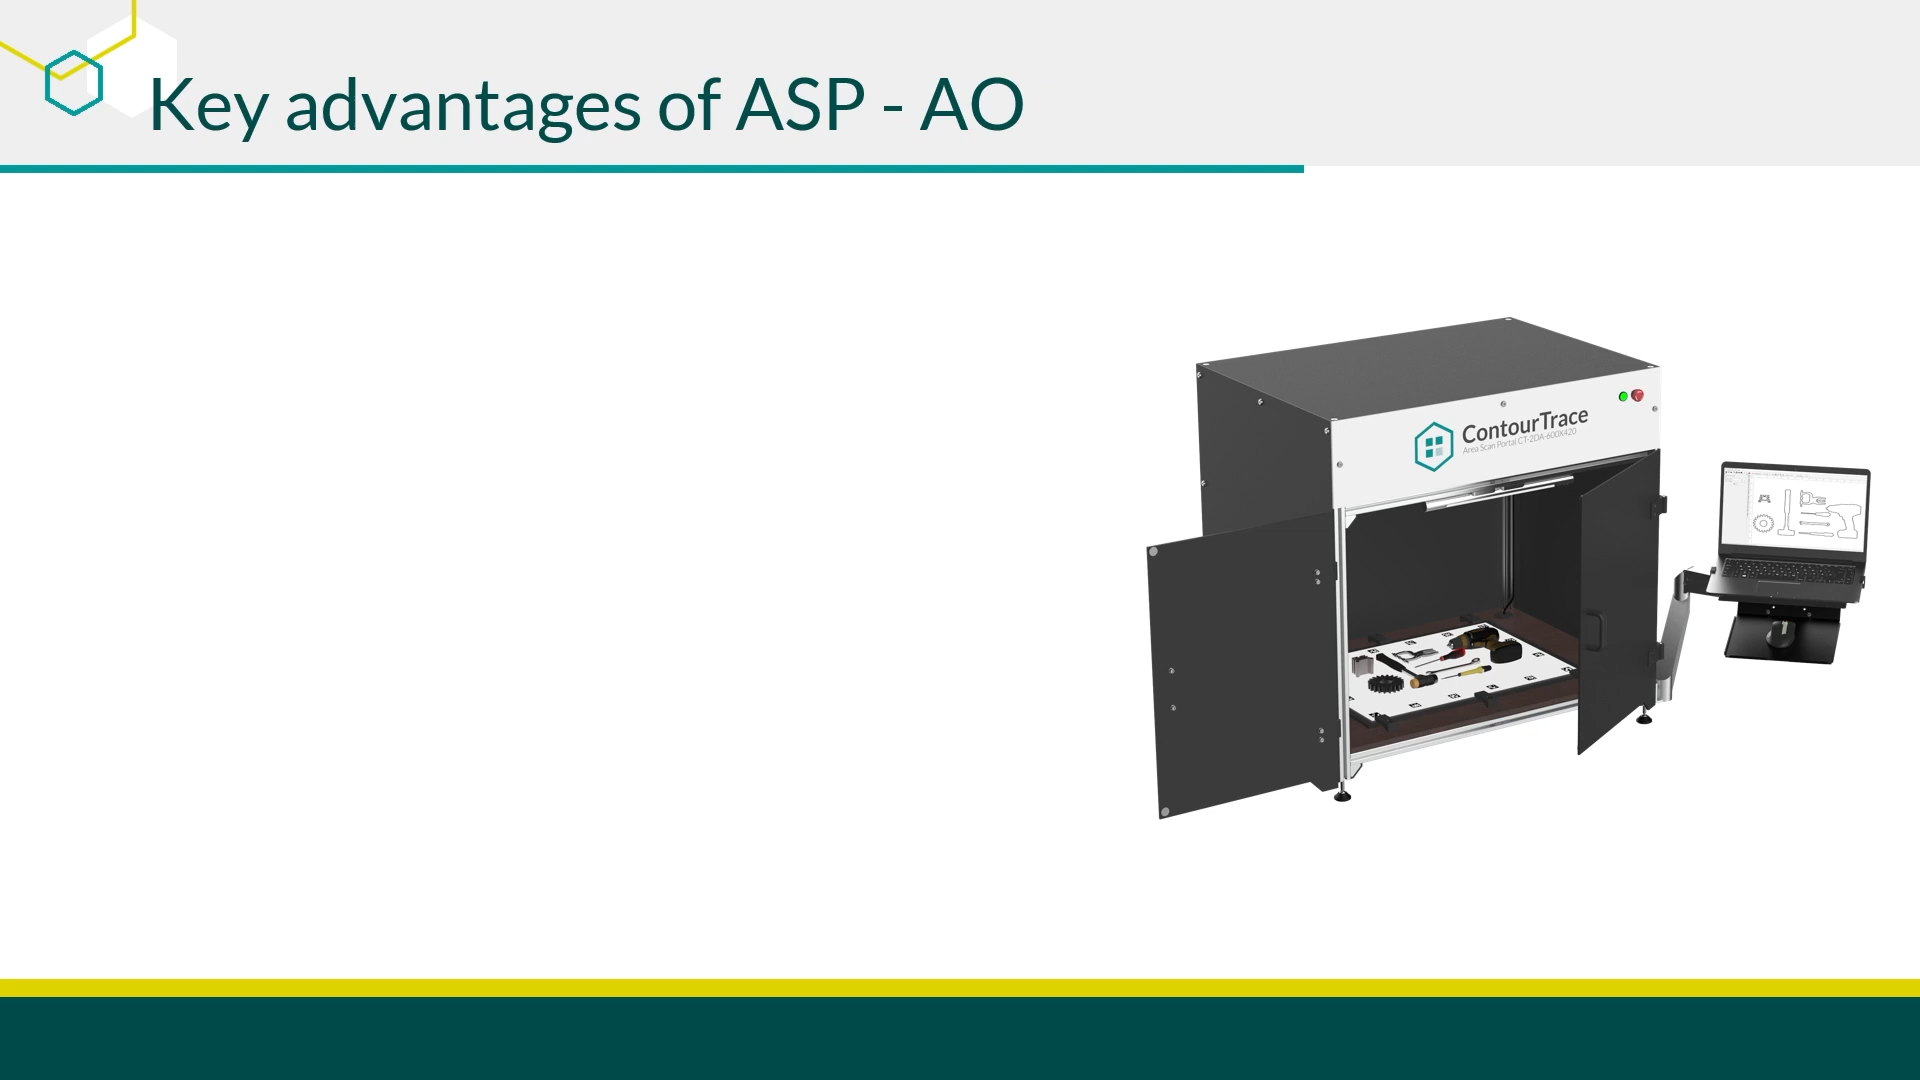 Key advantages of ASP - AO
ContourTrace
Area Scan Portal CT-2DA-600X420